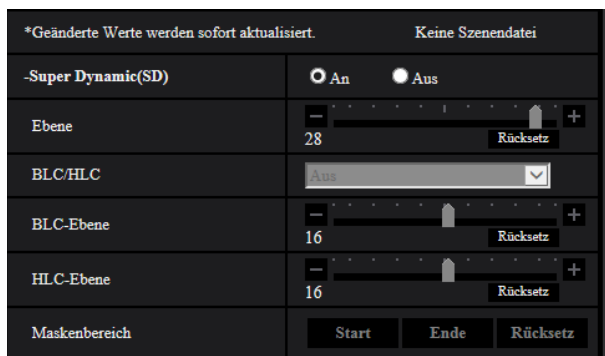 *Geänderte Werte werden sofort aktualisiert. Keine Szenendatei
-Super Dynamic(SD) An Aus
Ebene
28 Rücksetz
BLC/HLC Aus
BLC-Ebene
16 Rücksetz
HLC-Ebene
16 Rücksetz
Maskenbereich Start Ende Rücksetz